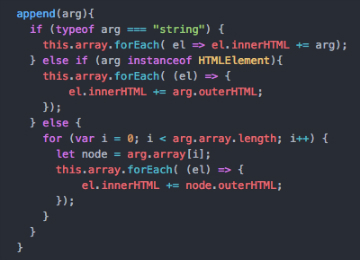 append(arg){
if (typeof arg === "string") {
this.array.forEach( el => el.innerHTML += arg);
} else if (arg instanceof HTMLElement){
this.array.forEach( (el) => {
el.innerHTML += arg.outerHTML;
});
} else {
for (var i = 0; i < arg.array.length; i++) {
let node = arg.array[i];
this.array.forEach( (el) => {
el.innerHTML += node.outerHTML;
});
}
}
}